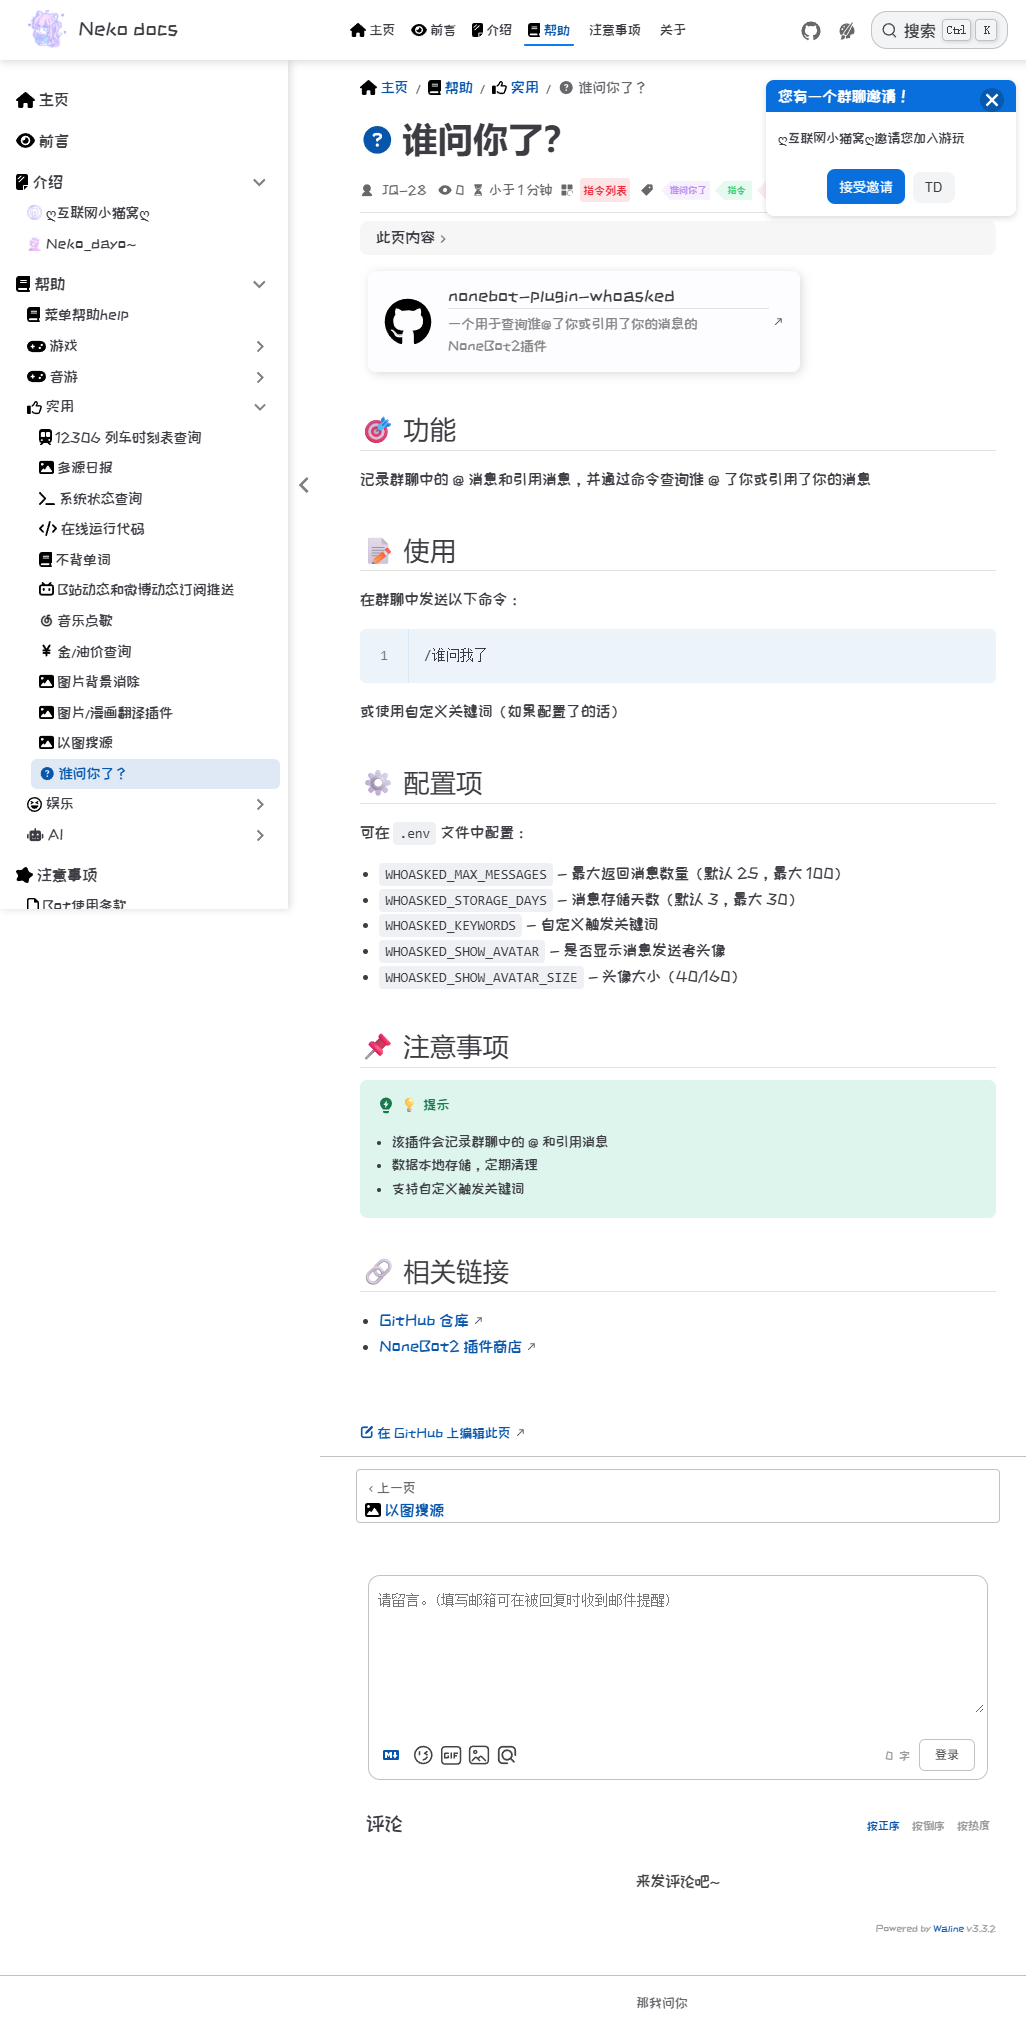 Neko docs
主页
前言
介绍
帮助
注意事项
关于
搜索
Ctrl
K
主页
前言
介绍
ღ互联网小猫窝ღ
Neko_dayo~
帮助
菜单帮助help
游戏
音游
实用
12306 列车时刻表查询
多源日报
系统状态查询
在线运行代码
不背单词
B站动态和微博动态订阅推送
音乐点歌
金/油价查询
图片背景消除
图片/漫画翻译插件
以图搜源
谁问你了？
娱乐
AI
注意事项
Bot使用条款
主页 / 帮助 / 实用 / 谁问你了？
您有一个群聊邀请！
ღ互联网小猫窝ღ邀请您加入游玩
接受邀请
TD
谁问你了？
JQ-28
0
小于 1 分钟
指令列表
谁问你了
指令
此页内容
nonebot-plugin-whoasked
一个用于查询谁@了你或引用了你的消息的
NoneBot2插件
🎯 功能
记录群聊中的 @ 消息和引用消息，并通过命令查询谁 @ 了你或引用了你的消息
📝 使用
在群聊中发送以下命令：
1
/谁问我了
或使用自定义关键词（如果配置了的话）
⚙️ 配置项
可在 .env 文件中配置：
WHOASKED_MAX_MESSAGES - 最大返回消息数量（默认 25，最大 100）
WHOASKED_STORAGE_DAYS - 消息存储天数（默认 3，最大 30）
WHOASKED_KEYWORDS - 自定义触发关键词
WHOASKED_SHOW_AVATAR - 是否显示消息发送者头像
WHOASKED_SHOW_AVATAR_SIZE - 头像大小（40/160）
📌 注意事项
💡 提示
该插件会记录群聊中的 @ 和引用消息
数据本地存储，定期清理
支持自定义触发关键词
🔗 相关链接
GitHub 仓库
NoneBot2 插件商店
在 GitHub 上编辑此页
上一页
以图搜源
请留言。(填写邮箱可在被回复时收到邮件提醒)
GIF
0 字
登录
评论
按正序
按倒序
按热度
来发评论吧~
Powered by Waline v3.3.2
那我问你